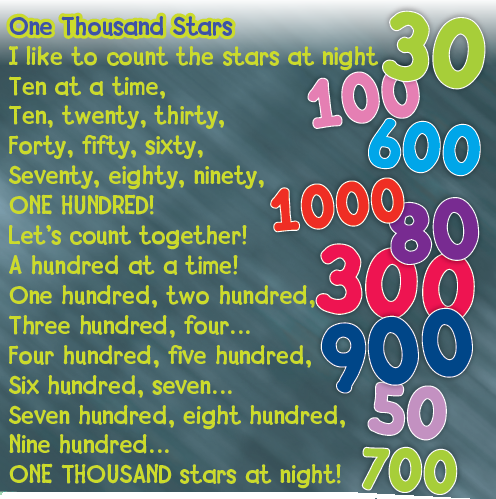 One Thousand Stars
I like to count the stars at night
Ten at a time,
Ten, twenty, thirty,
Forty, fifty, sixty,
Seventy, eighty, ninety,
ONE HUNDRED!
Let's count together!
A hundred at a time!
One hundred, two hundred,
Three hundred, four...
Four hundred, five hundred,
Six hundred, seven...
Seven hundred, eight hundred,
Nine hundred...
ONE THOUSAND stars at night!
30
100
600
1000
80
300
900
50
700